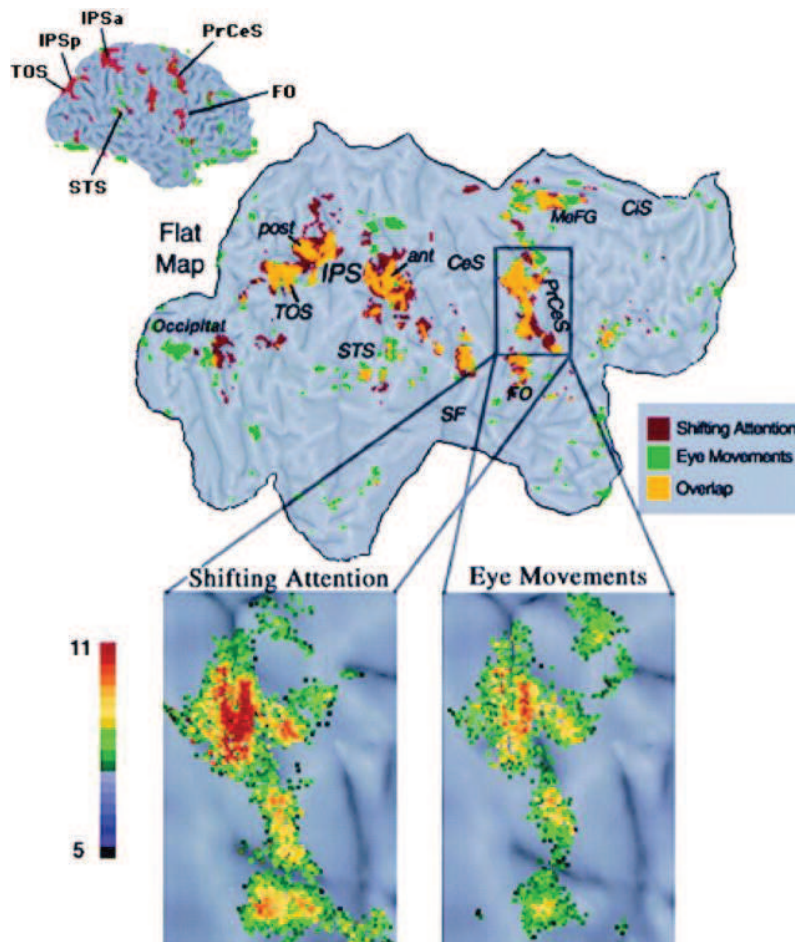 IPSa
IPSp
PrCeS
TOS
FO
STS
MeFG
CiS
Flat
Map
post
IPS
ant
CeS
PrCeS
TOS
Occipital
STS
FO
SF
Shifting Attention
Eye Movements
Overlap
Shifting Attention
Eye Movements
11
5